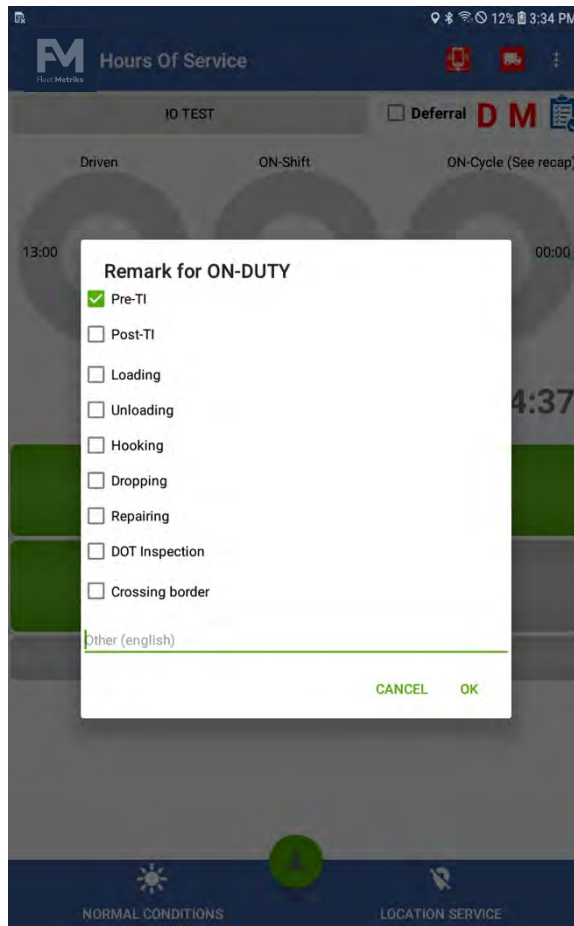 12% 3:34 PM
FM
Fleet Metriks
Hours Of Service
IO TEST
Deferral D M
Driven ON-Shift ON-Cycle (See recap)
13:00 00:00
Remark for ON-DUTY
Pre-TI
Post-TI
Loading
4:37
Unloading
Hooking
Dropping
Repairing
DOT Inspection
Crossing border
Other (english)
CANCEL OK
NORMAL CONDITIONS LOCATION SERVICE